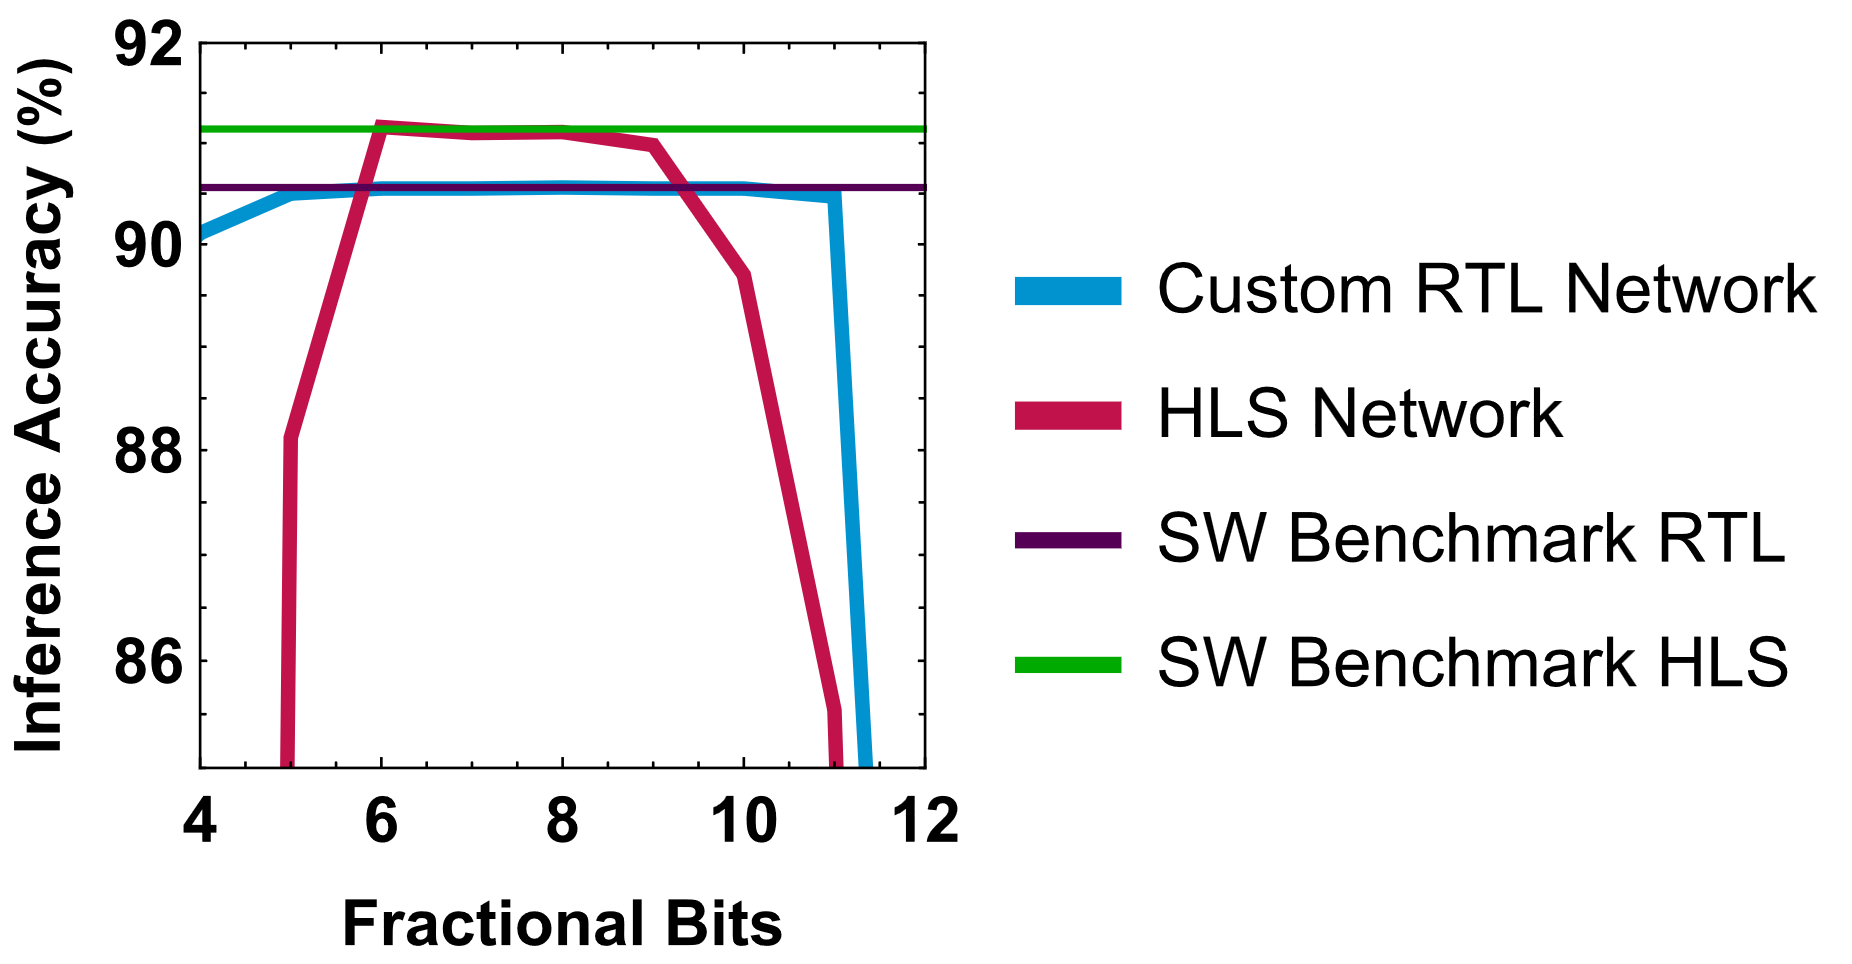 Inference Accuracy (%)
92
90
88
86
4 6 8 10 12
Fractional Bits
Custom RTL Network
HLS Network
SW Benchmark RTL
SW Benchmark HLS